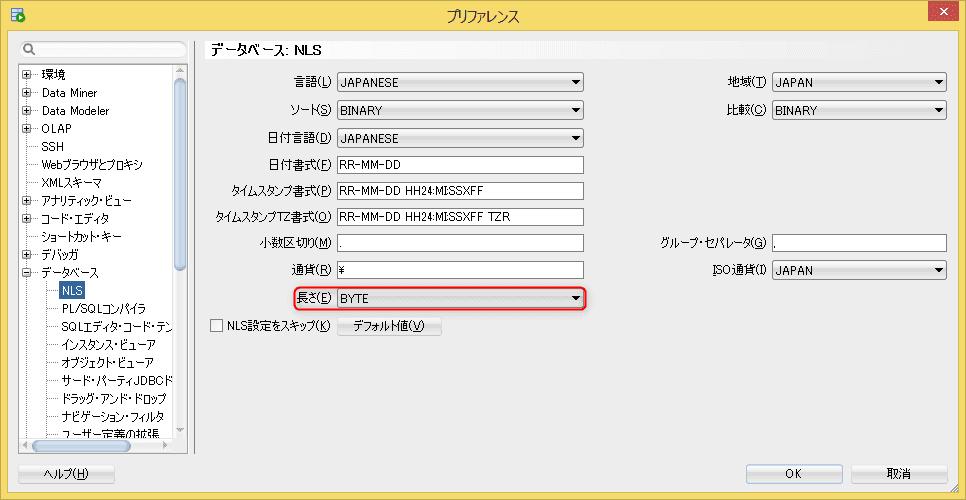 プリファレンス
環境
Data Miner
Data Modeler
OLAP
SSH
Webブラウザとプロキシ
XMLスキーマ
アナリティック・ビュー
コード・エディタ
ショートカット・キー
デバッガ
データベース
NLS
PL/SQLコンパイラ
SQLエディタ・コード・テン
インスタンス・ビューア
オブジェクト・ビューア
サード・パーティJDBCド
ドラッグ・アンド・ドロップ
ナビゲーション・フィルタ
ユーザー定義の拡張
データベース: NLS
言語(L) JAPANESE 地域(T) JAPAN
ソート(S) BINARY 比較(C) BINARY
日付言語(D) JAPANESE
日付書式(F) RR-MM-DD
タイムスタンプ書式(P) RR-MM-DD HH24:MI:SSXFF
タイムスタンプTZ書式(O) RR-MM-DD HH24:MI:SSXFF TZR
小数区切り(M) . グループ・セパレータ(G) ,
通貨(R) ¥ ISO通貨(I) JAPAN
長さ(E) BYTE
NLS設定をスキップ(K) デフォルト値(V)
ヘルプ(H) OK 取消